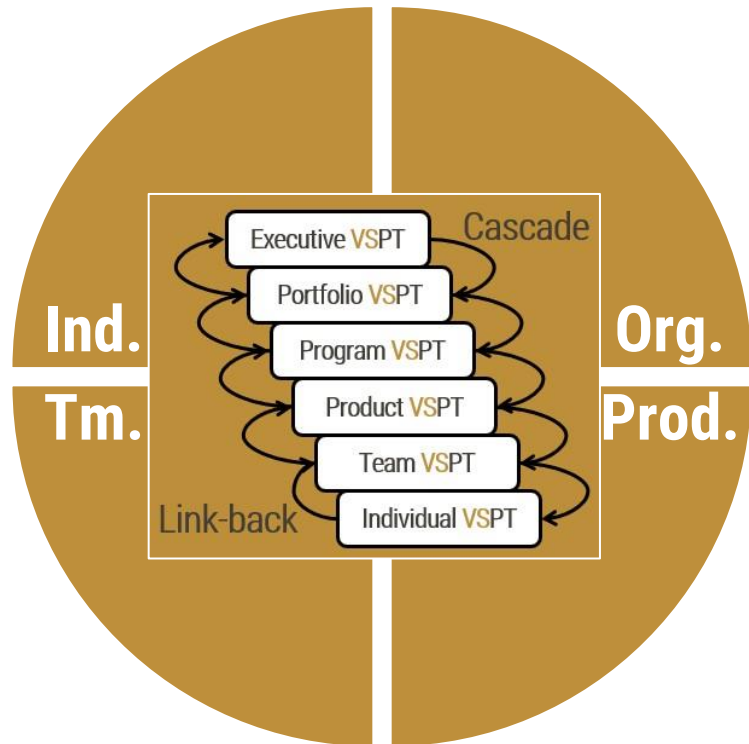 Executive VSPT
Cascade
Portfolio VSPT
Ind.
Org.
Program VSPT
Tm.
Product VSPT
Prod.
Team VSPT
Link-back
Individual VSPT